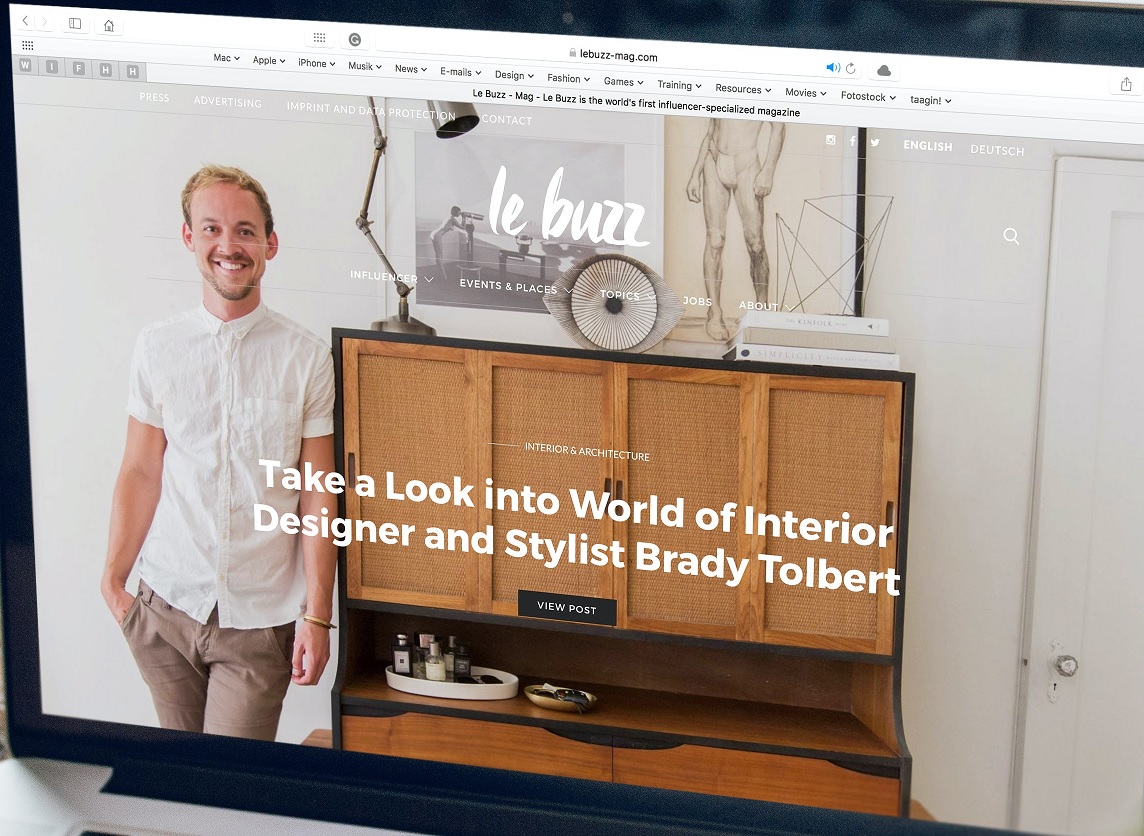 lebuzz-mag.com
Mac Apple iPhone Musik News E-mails Design Fashion Games Training Resources Movies Fotostock taagin!
W I F H H
Le Buzz - Mag - Le Buzz is the world's first influencer-specialized magazine
PRESS ADVERTISING IMPRINT AND DATA PROTECTION CONTACT
ENGLISH DEUTSCH
le buzz
INFLUENCER EVENTS & PLACES TOPICS JOBS ABOUT
THE KINFOLK
SIMPLICITY
INTERIOR & ARCHITECTURE
Take a Look into World of Interior
Designer and Stylist Brady Tolbert
VIEW POST